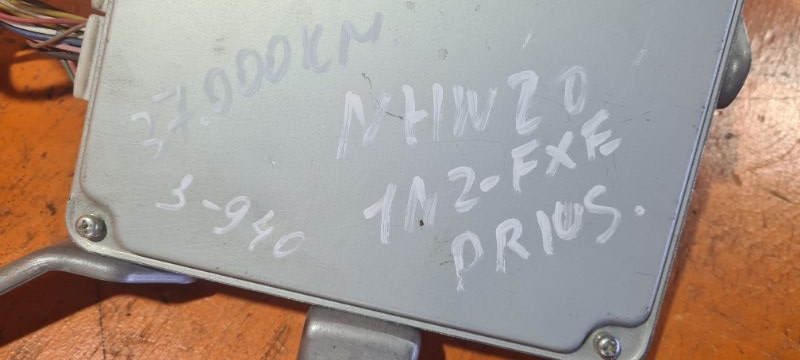 37.000KM
NHW20
1NZ-FXE
PRIUS.
3-940